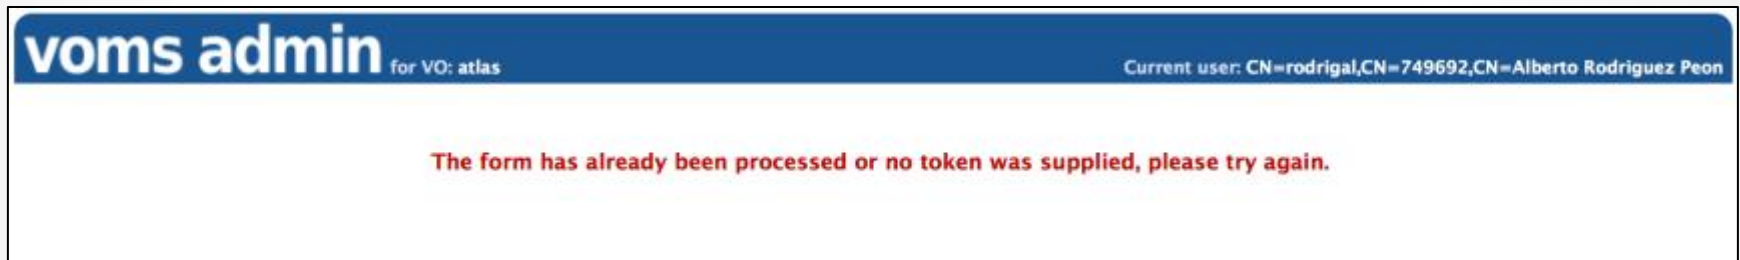 voms admin for VO: atlas Current user: CN=rodrigal,CN=749692,CN=Alberto Rodriguez Peon
The form has already been processed or no token was supplied, please try again.